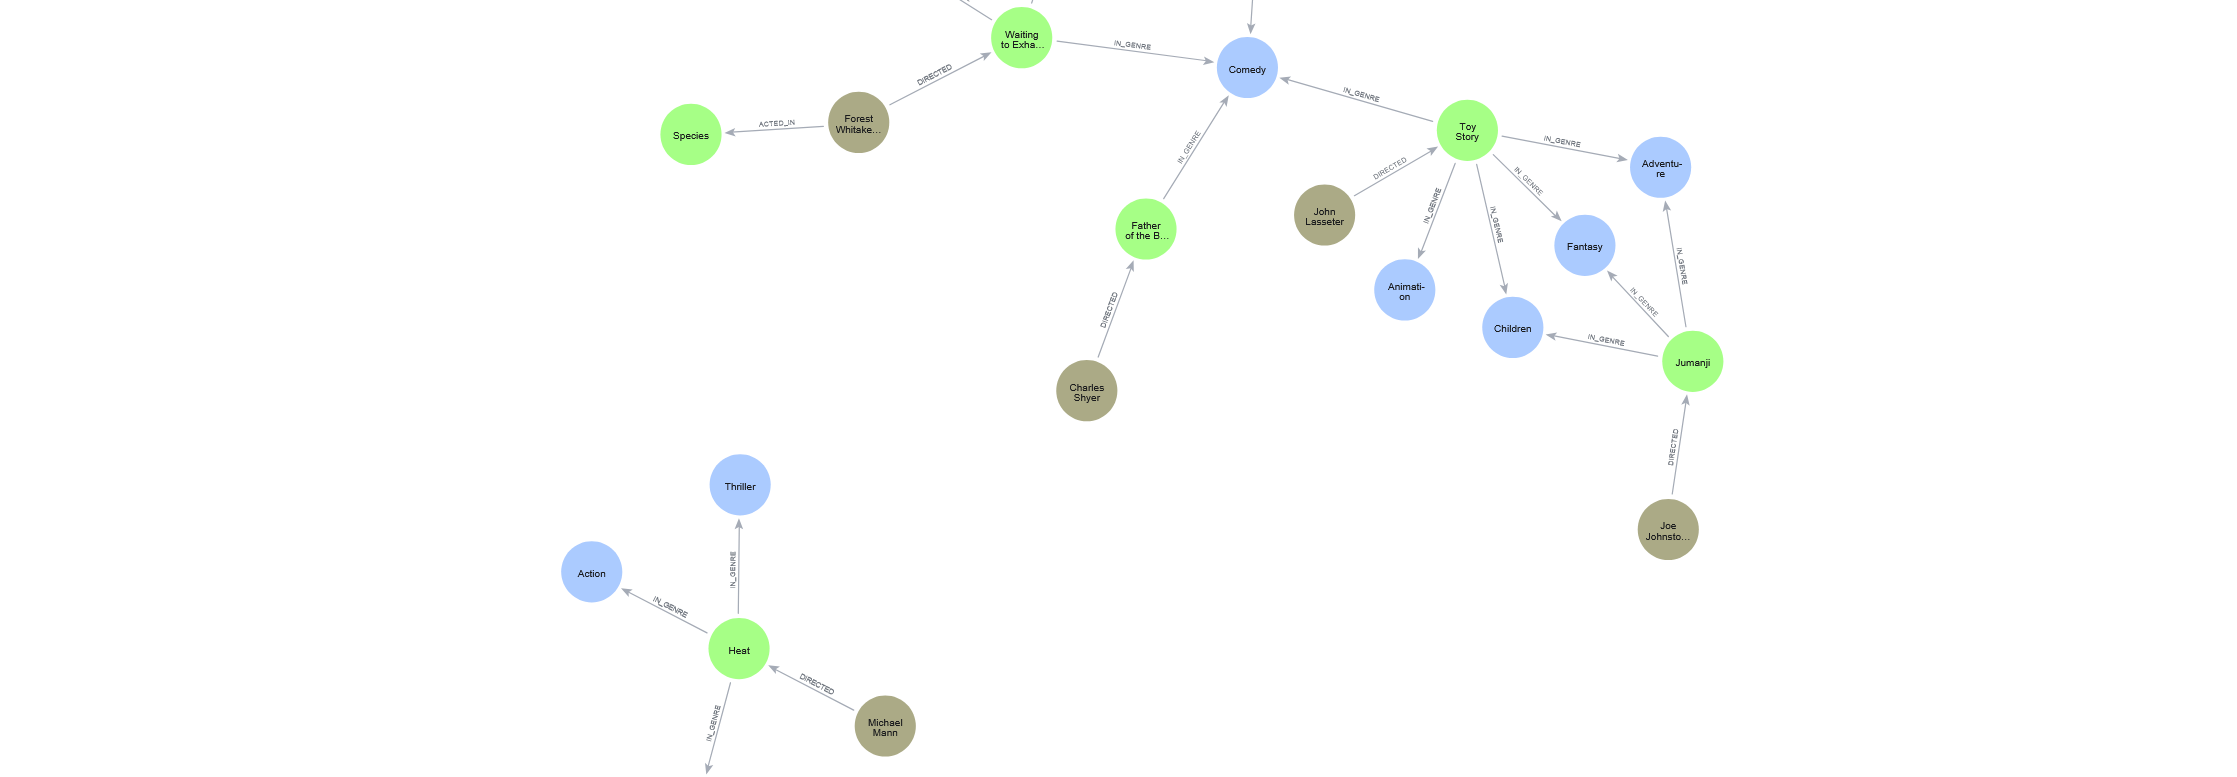 Waiting
to Exha...
IN_GENRE
Comedy
DIRECTED
IN_GENRE
Species
ACTED_IN
Forest
Whitake...
Toy
Story
IN_GENRE
Adventu-
re
IN_GENRE
DIRECTED
IN_GENRE
IN_GENRE
IN_GENRE
John
Lasseter
Father
of the B...
Fantasy
IN_GENRE
Animati-
on
IN_GENRE
DIRECTED
Children
IN_GENRE
Jumanji
Charles
Shyer
DIRECTED
Thriller
Joe
Johnsto...
Action
IN_GENRE
IN_GENRE
Heat
DIRECTED
IN_GENRE
Michael
Mann